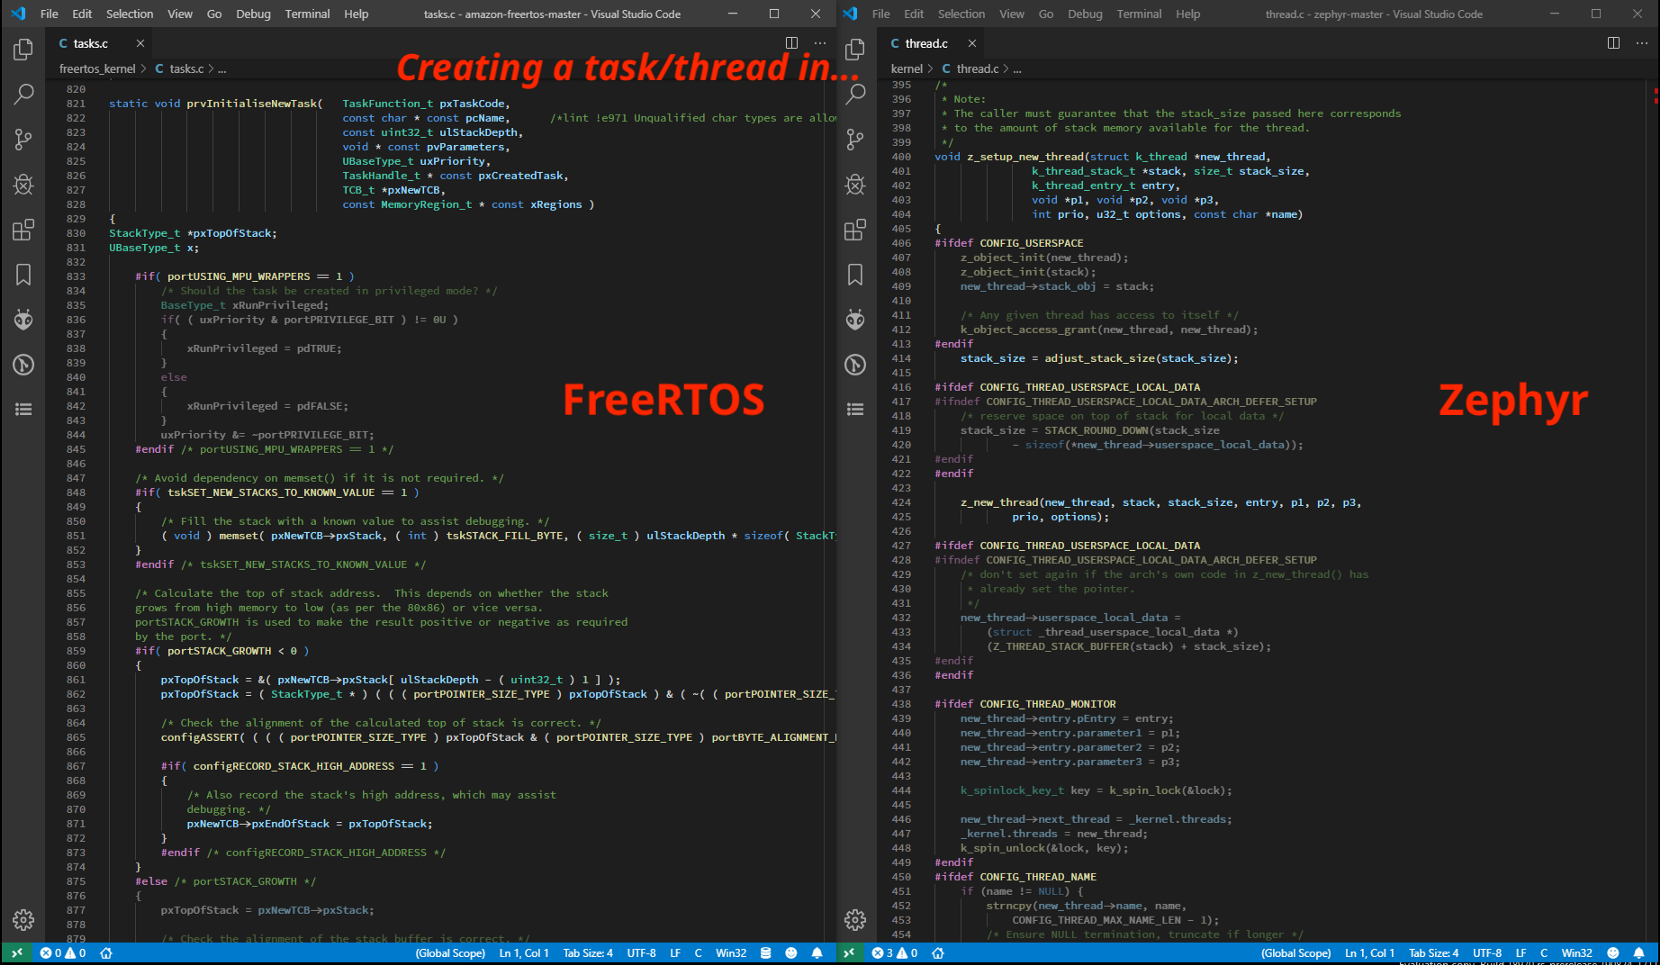 File Edit Selection View Go Debug Terminal Help
tasks.c - amazon-freertos-master - Visual Studio Code
tasks.c
freertos_kernel > C tasks.c > ...
Creating a task/thread in...
FreeRTOS
820
821 static void prvInitialiseNewTask( TaskFunction_t pxTaskCode,
822 const char * const pcName, /*lint !e971 Unqualified char types are allow
823 const uint32_t ulStackDepth,
824 void * const pvParameters,
825 UBaseType_t uxPriority,
826 TaskHandle_t * const pxCreatedTask,
827 TCB_t *pxNewTCB,
828 const MemoryRegion_t * const xRegions )
829 {
830 StackType_t *pxTopOfStack;
831 UBaseType_t x;
832
833 #if( portUSING_MPU_WRAPPERS == 1 )
834 /* Should the task be created in privileged mode? */
835 BaseType_t xRunPrivileged;
836 if( ( uxPriority & portPRIVILEGE_BIT ) != 0U )
837 {
838 xRunPrivileged = pdTRUE;
839 }
840 else
841 {
842 xRunPrivileged = pdFALSE;
843 }
844 uxPriority &= ~portPRIVILEGE_BIT;
845 #endif /* portUSING_MPU_WRAPPERS == 1 */
846
847 /* Avoid dependency on memset() if it is not required. */
848 #if( tskSET_NEW_STACKS_TO_KNOWN_VALUE == 1 )
849 {
850 /* Fill the stack with a known value to assist debugging. */
851 ( void ) memset( pxNewTCB->pxStack, ( int ) tskSTACK_FILL_BYTE, ( size_t ) ulStackDepth * sizeof( StackT
852 }
853 #endif /* tskSET_NEW_STACKS_TO_KNOWN_VALUE */
854
855 /* Calculate the top of stack address. This depends on whether the stack
856 grows from high memory to low (as per the 80x86) or vice versa.
857 portSTACK_GROWTH is used to make the result positive or negative as required
858 by the port. */
859 #if( portSTACK_GROWTH < 0 )
860 {
861 pxTopOfStack = &( pxNewTCB->pxStack[ ulStackDepth - ( uint32_t ) 1 ] );
862 pxTopOfStack = ( StackType_t * ) ( ( ( portPOINTER_SIZE_TYPE ) pxTopOfStack ) & ( ~( ( portPOINTER_SIZE_
863
864 /* Check the alignment of the calculated top of stack is correct. */
865 configASSERT( ( ( ( portPOINTER_SIZE_TYPE ) pxTopOfStack & ( portPOINTER_SIZE_TYPE ) portBYTE_ALIGNMENT_
866
867 #if( configRECORD_STACK_HIGH_ADDRESS == 1 )
868 {
869 /* Also record the stack's high address, which may assist
870 debugging. */
871 pxNewTCB->pxEndOfStack = pxTopOfStack;
872 }
873 #endif /* configRECORD_STACK_HIGH_ADDRESS */
874 }
875 #else /* portSTACK_GROWTH */
876 {
877 pxTopOfStack = pxNewTCB->pxStack;
878
879 /* Check the alignment of the stack buffer is correct. */
0 0 (Global Scope) Ln 1, Col 1 Tab Size: 4 UTF-8 LF C Win32
File Edit Selection View Go Debug Terminal Help
thread.c - zephyr-master - Visual Studio Code
thread.c
kernel > C thread.c > ...
Zephyr
395 /*
396 * Note:
397 * The caller must guarantee that the stack_size passed here corresponds
398 * to the amount of stack memory available for the thread.
399 */
400 void z_setup_new_thread(struct k_thread *new_thread,
401 k_thread_stack_t *stack, size_t stack_size,
402 k_thread_entry_t entry,
403 void *p1, void *p2, void *p3,
404 int prio, u32_t options, const char *name)
405 {
406 #ifdef CONFIG_USERSPACE
407 z_object_init(new_thread);
408 z_object_init(stack);
409 new_thread->stack_obj = stack;
410
411 /* Any given thread has access to itself */
412 k_object_access_grant(new_thread, new_thread);
413 #endif
414 stack_size = adjust_stack_size(stack_size);
415
416 #ifdef CONFIG_THREAD_USERSPACE_LOCAL_DATA
417 #ifndef CONFIG_THREAD_USERSPACE_LOCAL_DATA_ARCH_DEFER_SETUP
418 /* reserve space on top of stack for local data */
419 stack_size = STACK_ROUND_DOWN(stack_size
420 - sizeof(*new_thread->userspace_local_data));
421 #endif
422 #endif
423
424 z_new_thread(new_thread, stack, stack_size, entry, p1, p2, p3,
425 prio, options);
426
427 #ifdef CONFIG_THREAD_USERSPACE_LOCAL_DATA
428 #ifndef CONFIG_THREAD_USERSPACE_LOCAL_DATA_ARCH_DEFER_SETUP
429 /* don't set again if the arch's own code in z_new_thread() has
430 * already set the pointer.
431 */
432 new_thread->userspace_local_data =
433 (struct _thread_userspace_local_data *)
434 (Z_THREAD_STACK_BUFFER(stack) + stack_size);
435 #endif
436 #endif
437
438 #ifdef CONFIG_THREAD_MONITOR
439 new_thread->entry.pEntry = entry;
440 new_thread->entry.parameter1 = p1;
441 new_thread->entry.parameter2 = p2;
442 new_thread->entry.parameter3 = p3;
443
444 k_spinlock_key_t key = k_spin_lock(&lock);
445
446 new_thread->next_thread = _kernel.threads;
447 _kernel.threads = new_thread;
448 k_spin_unlock(&lock, key);
449 #endif
450 #ifdef CONFIG_THREAD_NAME
451 if (name != NULL) {
452 strncpy(new_thread->name, name,
453 CONFIG_THREAD_MAX_NAME_LEN - 1);
454 /* Ensure NULL termination, truncate if longer */
3 0 (Global Scope) Ln 1, Col 1 Tab Size: 4 UTF-8 LF C Win32